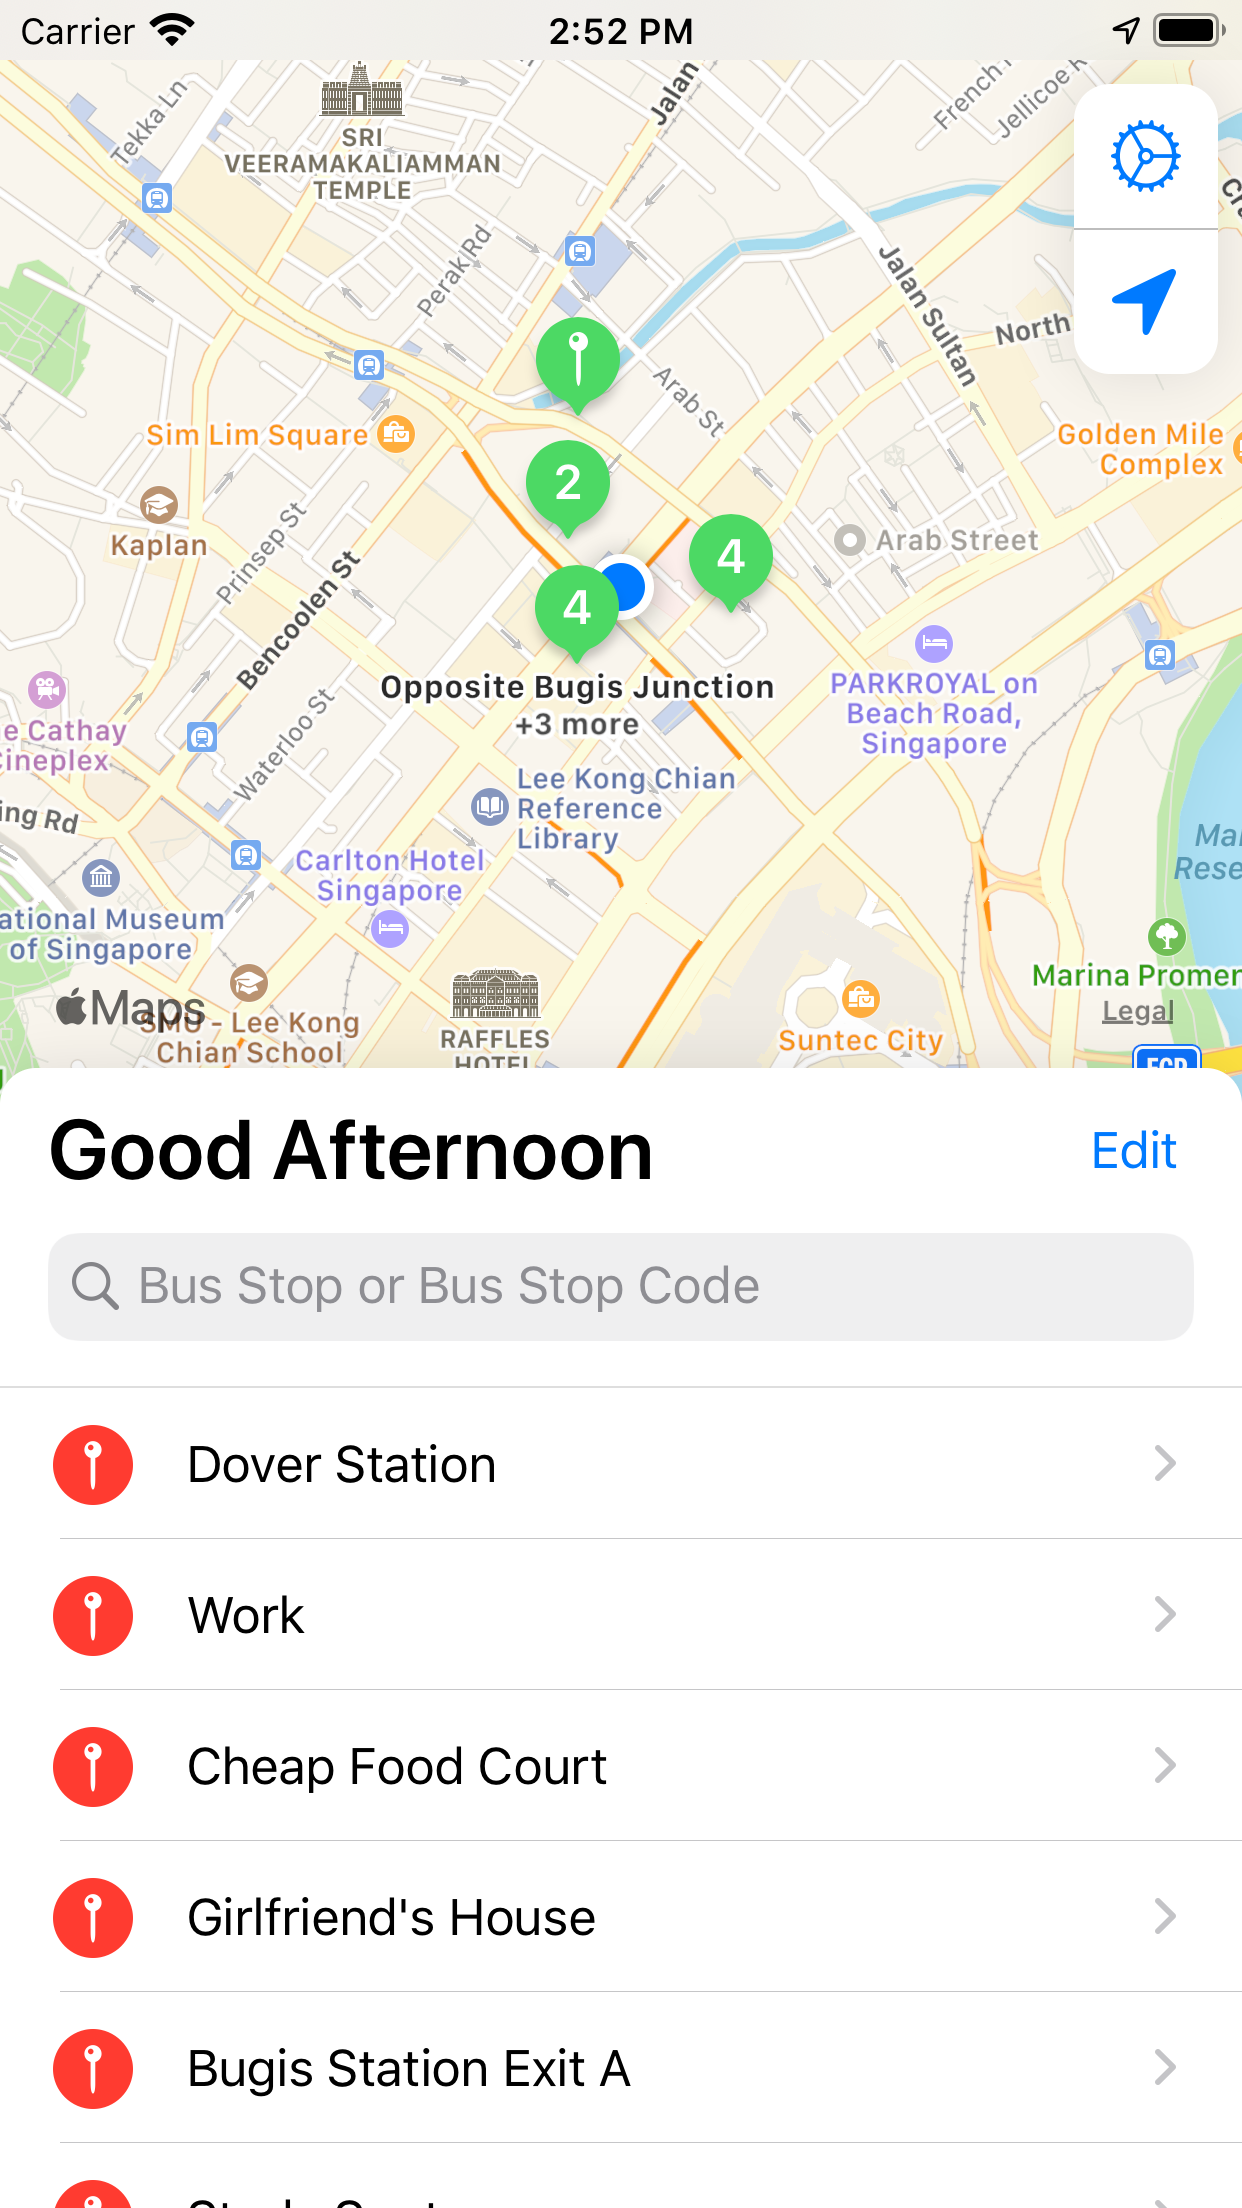 Carrier
2:52 PM
Tekka Ln
SRI
VEERAMAKALIAMMAN
TEMPLE
Jalan
French
Jellicoe
Perak Rd
Jalan Sultan
North
Arab St
Sim Lim Square
Golden Mile
Complex
2
Kaplan
Prinsep St
4
Arab Street
4
Bencoolen St
Opposite Bugis Junction
+3 more
PARKROYAL on
Beach Road,
Singapore
e Cathay
ineplex
Waterloo St
Lee Kong Chian
Reference
Library
ing Rd
Carlton Hotel
Singapore
ational Museum
of Singapore
Mar
Rese
Marina Promen
Maps
SMU - Lee Kong
Chian School
RAFFLES
HOTEL
Suntec City
Legal
ECP
Good Afternoon
Edit
Bus Stop or Bus Stop Code
Dover Station
Work
Cheap Food Court
Girlfriend's House
Bugis Station Exit A